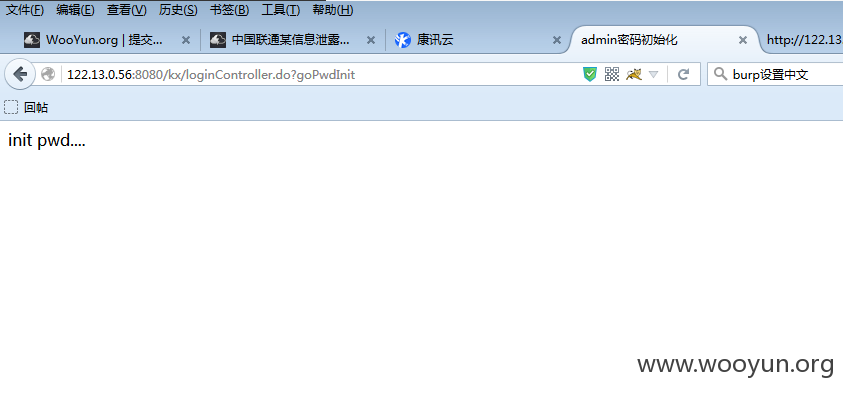 文件(F) 编辑(E) 查看(V) 历史(S) 书签(B) 工具(T) 帮助(H)
WooYun.org | 提交... 中国联通某信息泄露... 康讯云 admin密码初始化 http://122.13
122.13.0.56:8080/kx/loginController.do?goPwdInit burp设置中文
回帖
init pwd....
www.wooyun.org